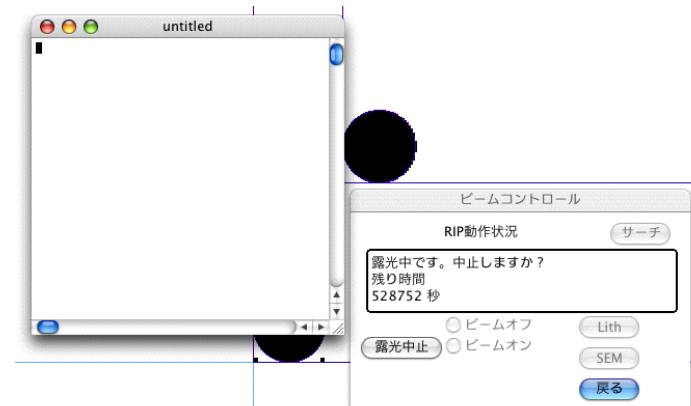 untitled
ビームコントロール
RIP動作状況
サーチ
露光中です。中止しますか?
残り時間
528752 秒
ビームオフ
Lith
露光中止
ビームオン
SEM
戻る